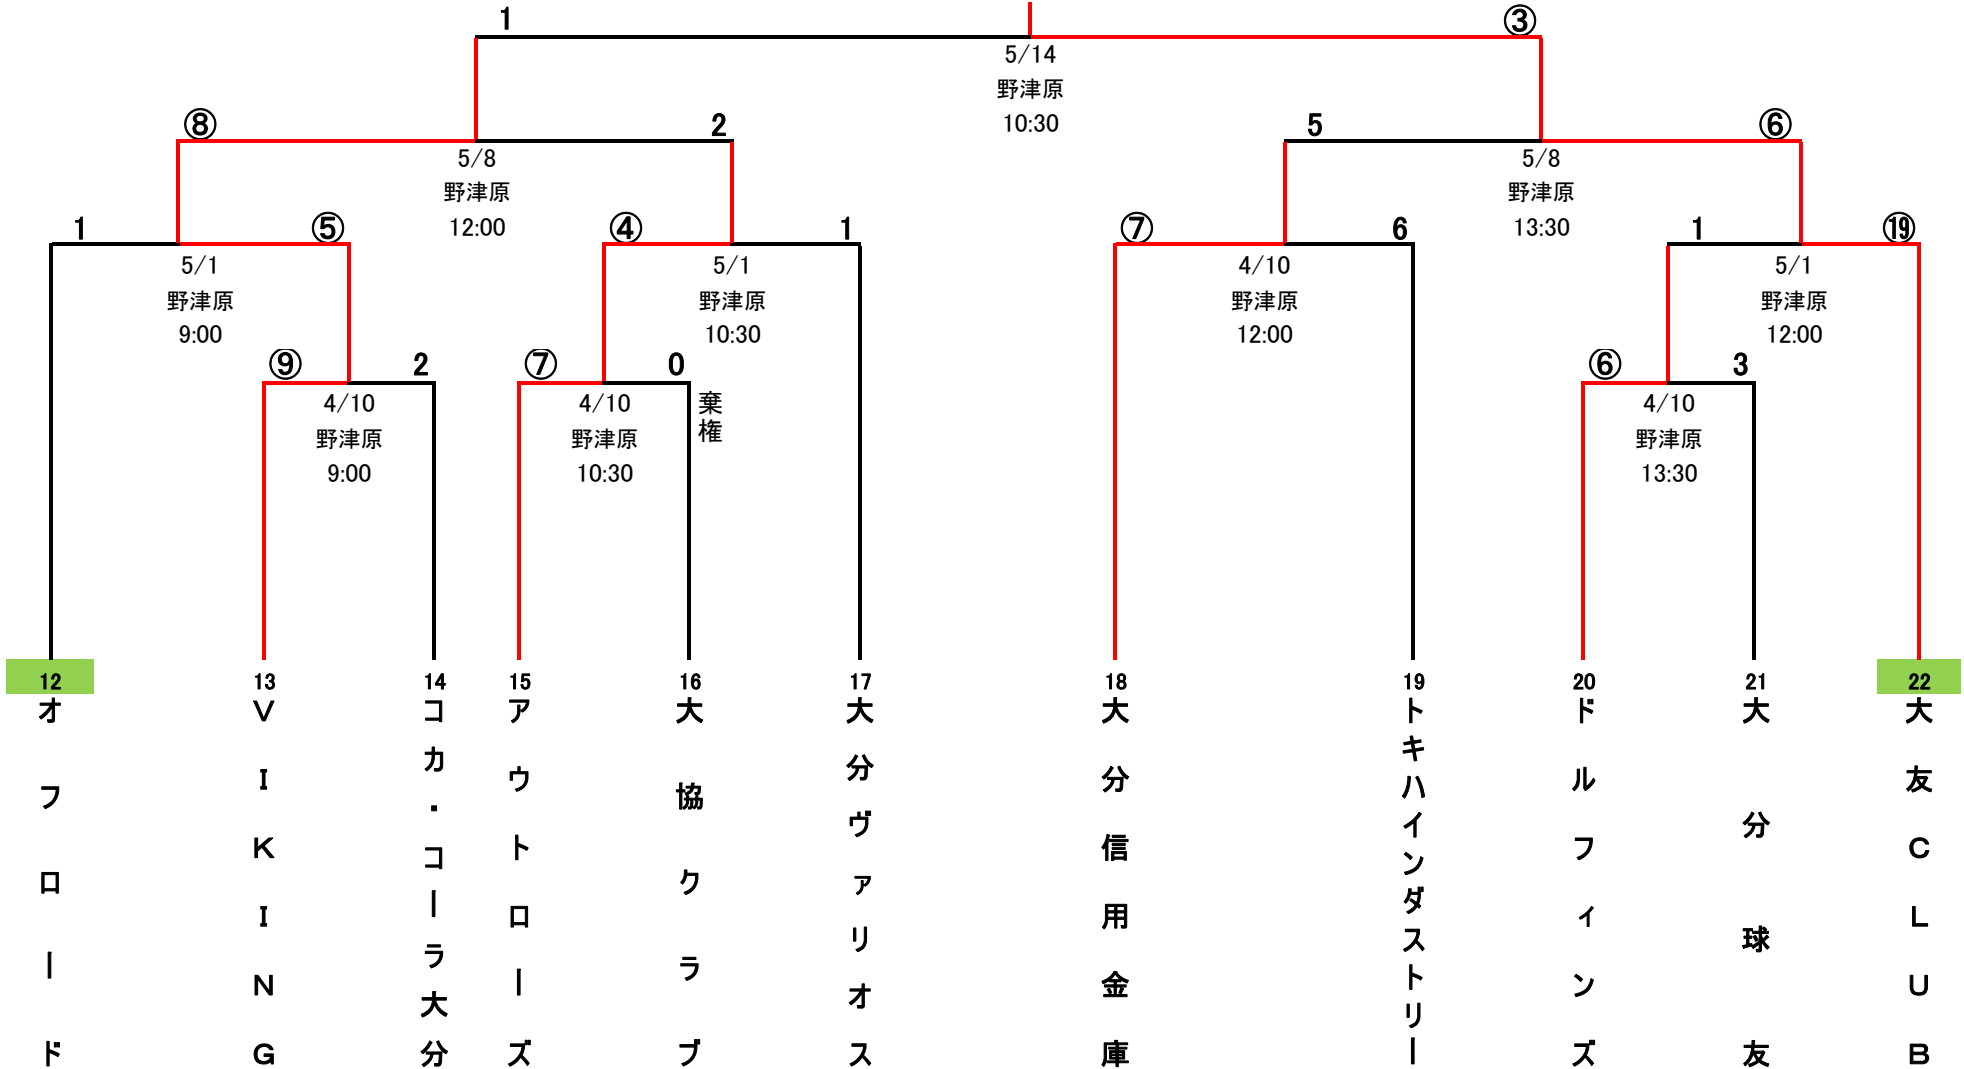 1
③
5/14
野津原
10:30
⑧
2
5
⑥
5/8
野津原
12:00
5/8
野津原
13:30
1
⑤
④
1
⑦
6
1
⑲
5/1
野津原
9:00
5/1
野津原
10:30
4/10
野津原
12:00
5/1
野津原
12:00
⑨
2
⑦
0
⑥
3
4/10
野津原
9:00
4/10
野津原
10:30
棄権
4/10
野津原
13:30
12
オフロード
13
VIKING
14
コカ・コーラ大分
15
アウトローズ
16
大協クラブ
17
大分ヴァリオス
18
大分信用金庫
19
トキハインダストリー
20
ドルフィンズ
21
大分球友
22
大友CLUB